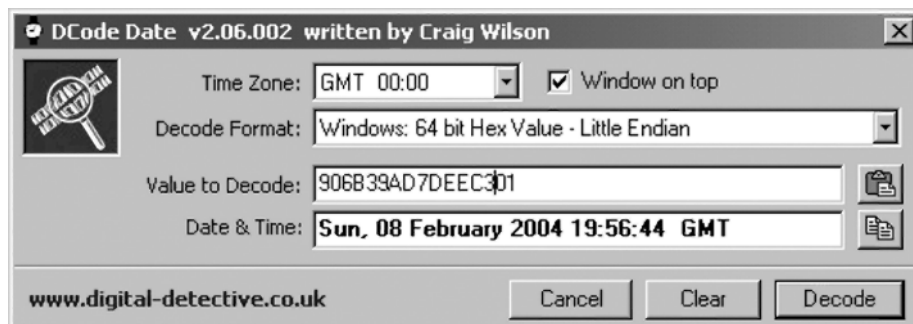 DCode Date v2.06.002 written by Craig Wilson
Time Zone: GMT 00:00 Window on top
Decode Format: Windows: 64 bit Hex Value - Little Endian
Value to Decode: 906B39AD7DEEC301
Date & Time: Sun, 08 February 2004 19:56:44 GMT
www.digital-detective.co.uk Cancel Clear Decode